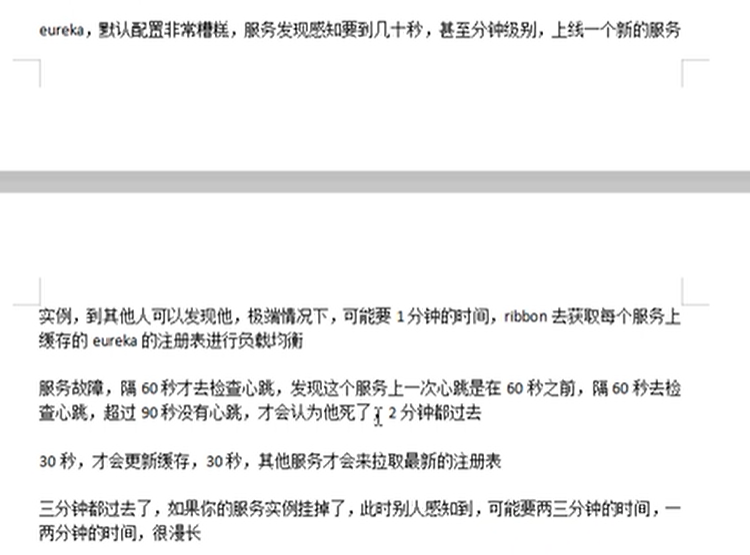 eureka，默认配置非常糟糕，服务发现感知要到几十秒，甚至分钟级别，上线一个新的服务
实例，到其他人可以发现他，极端情况下，可能要 1 分钟的时间，ribbon 去获取每个服务上
缓存的 eureka 的注册表进行负载均衡
服务故障，隔 60 秒才去检查心跳，发现这个服务上一次心跳是在 60 秒之前，隔 60 秒去检
查心跳，超过 90 秒没有心跳，才会认为他死了，2 分钟都过去
30 秒，才会更新缓存，30 秒，其他服务才会来拉取最新的注册表
三分钟都过去了，如果你的服务实例挂掉了，此时别人感知到，可能要两三分钟的时间，一
两分钟的时间，很漫长